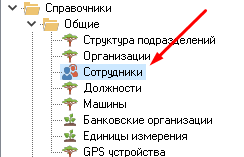 Справочники
Общие
Структура подразделений
Организации
Сотрудники
Должности
Машины
Банковские организации
Единицы измерения
GPS устройства